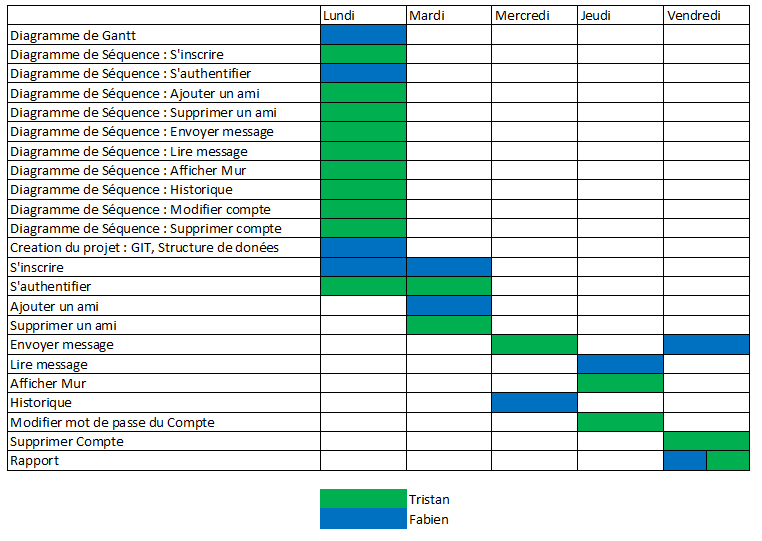 Lundi Mardi Mercredi Jeudi Vendredi
Diagramme de Gantt
Diagramme de Séquence : S'inscrire
Diagramme de Séquence : S'authentifier
Diagramme de Séquence : Ajouter un ami
Diagramme de Séquence : Supprimer un ami
Diagramme de Séquence : Envoyer message
Diagramme de Séquence : Lire message
Diagramme de Séquence : Afficher Mur
Diagramme de Séquence : Historique
Diagramme de Séquence : Modifier compte
Diagramme de Séquence : Supprimer compte
Creation du projet : GIT, Structure de donées
S'inscrire
S'authentifier
Ajouter un ami
Supprimer un ami
Envoyer message
Lire message
Afficher Mur
Historique
Modifier mot de passe du Compte
Supprimer Compte
Rapport
Tristan
Fabien